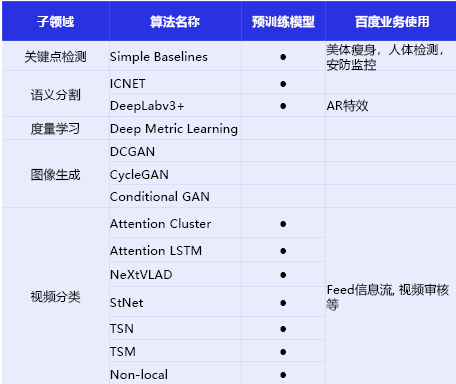 子领域 算法名称 预训练模型 百度业务使用
关键点检测 Simple Baselines ● 美体瘦身，人体检测，
安防监控
语义分割 ICNET ●
DeepLabv3+ ● AR特效
度量学习 Deep Metric Learning
图像生成 DCGAN
CycleGAN
Conditional GAN
视频分类 Attention Cluster ● Feed信息流, 视频审核
等
Attention LSTM ●
NeXtVLAD ●
StNet ●
TSN ●
TSM ●
Non-local ●